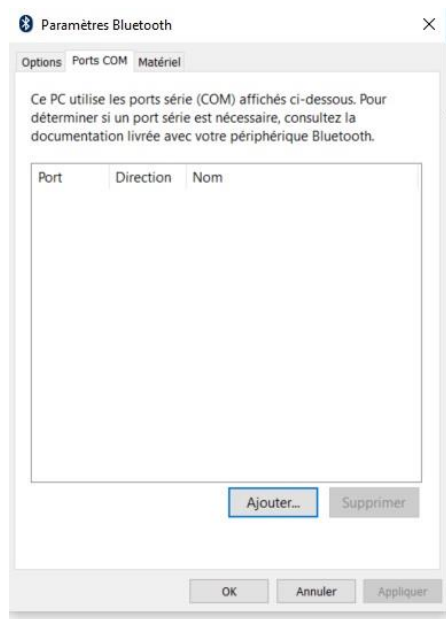 Paramètres Bluetooth
Options Ports COM Matériel
Ce PC utilise les ports série (COM) affichés ci-dessous. Pour
déterminer si un port série est nécessaire, consultez la
documentation livrée avec votre périphérique Bluetooth.
Port Direction Nom
Ajouter... Supprimer
OK Annuler Appliquer